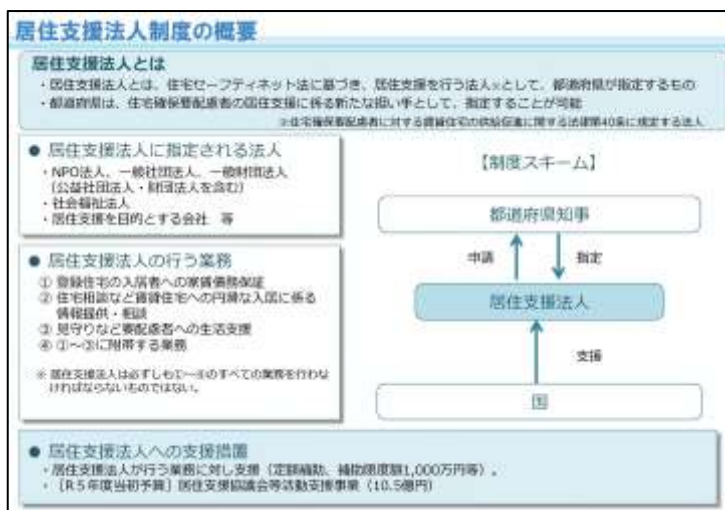 居住支援法人制度の概要
居住支援法人とは
・居住支援法人とは、住宅セーフティネット法に基づき、居住支援を行う法人※として、都道府県が指定するもの
・都道府県は、住宅確保要配慮者の居住支援に係る新たな担い手として、指定することが可能
※住宅確保要配慮者に対する賃貸住宅の供給促進に関する法律第40条に規定する法人
● 居住支援法人に指定される法人
・NPO法人、一般社団法人、一般財団法人
（公益社団法人・財団法人を含む）
・社会福祉法人
・居住支援を目的とする会社 等
● 居住支援法人の行う業務
① 登録住宅の入居者への家賃債務保証
② 住宅相談など賃貸住宅への円滑な入居に係る
情報提供・相談
③ 見守りなど要配慮者への生活支援
④ ①～③に附帯する業務
※ 居住支援法人は必ずしも①～④のすべての業務を行わな
ければならないものではない。
【制度スキーム】
都道府県知事
申請
指定
居住支援法人
支援
国
● 居住支援法人への支援措置
・居住支援法人が行う業務に対し支援（定額補助、補助限度額1,000万円等）。
・［R５年度当初予算］居住支援協議会等活動支援事業（10.5億円）